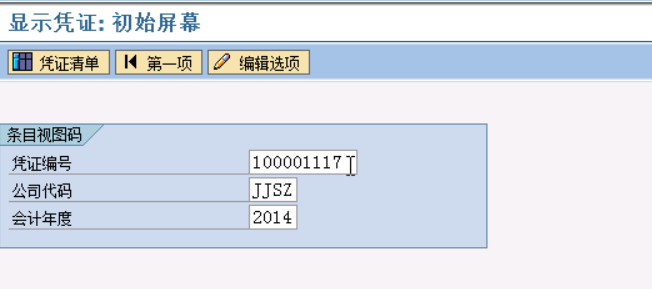 显示凭证: 初始屏幕
凭证清单 第一项 编辑选项
条目视图码
凭证编号 100001117
公司代码 JJSZ
会计年度 2014